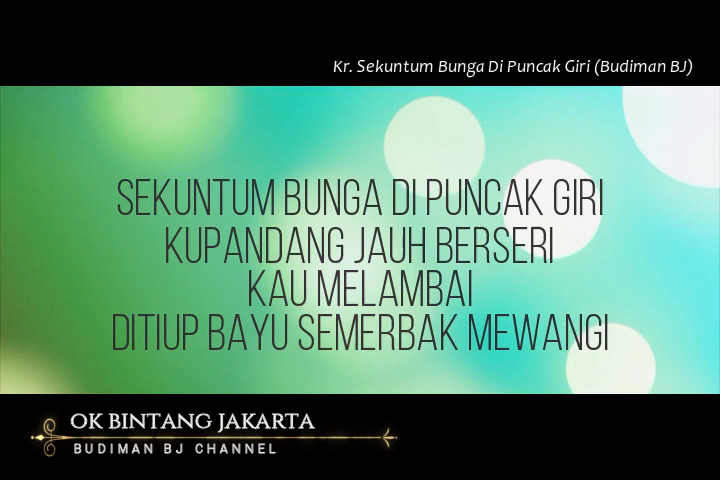 Kr. Sekuntum Bunga Di Puncak Giri (Budiman BJ)
SEKUNTUM BUNGA DI PUNCAK GIRI
KUPANDANG JAUH BERSERI
KAU MELAMBAI
DITIUP BAYU SEMERBAK MEWANGI
OK BINTANG JAKARTA
BUDIMAN BJ CHANNEL